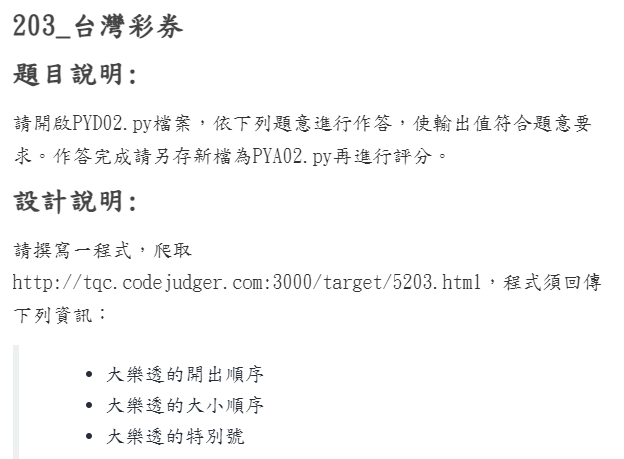 203_台灣彩券
題目說明:
請開啟PYD02.py檔案，依下列題意進行作答，使輸出值符合題意要
求。作答完成請另存新檔為PYA02.py再進行評分。
設計說明:
請撰寫一程式，爬取
http://tqc.codejudger.com:3000/target/5203.html，程式須回傳
下列資訊：
• 大樂透的開出順序
• 大樂透的大小順序
• 大樂透的特別號